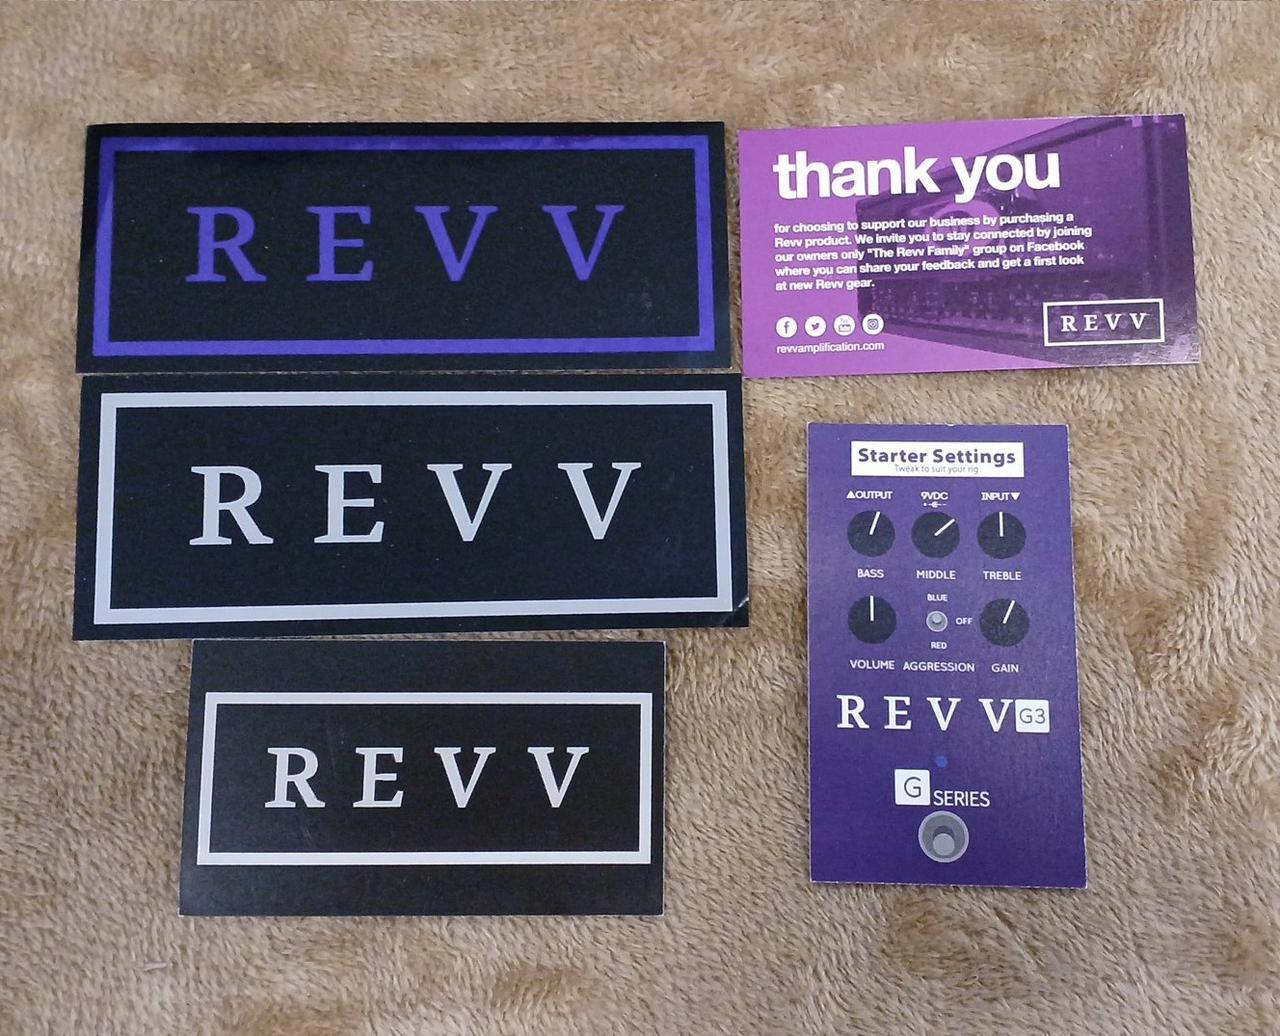 REVV
REVV
REVV
thank you
for choosing to support our business by purchasing a
Revv product. We invite you to stay connected by joining
our owners only "The Revv Family" group on Facebook
where you can share your feedback and get a first look
at new Revv gear.
revvamplification.com
REVV
Starter Settings
Tweak to suit your rig
▲OUTPUT 9VDC INPUT▼
BASS MIDDLE TREBLE
BLUE
OFF
RED
VOLUME AGGRESSION GAIN
REVV G3
G SERIES